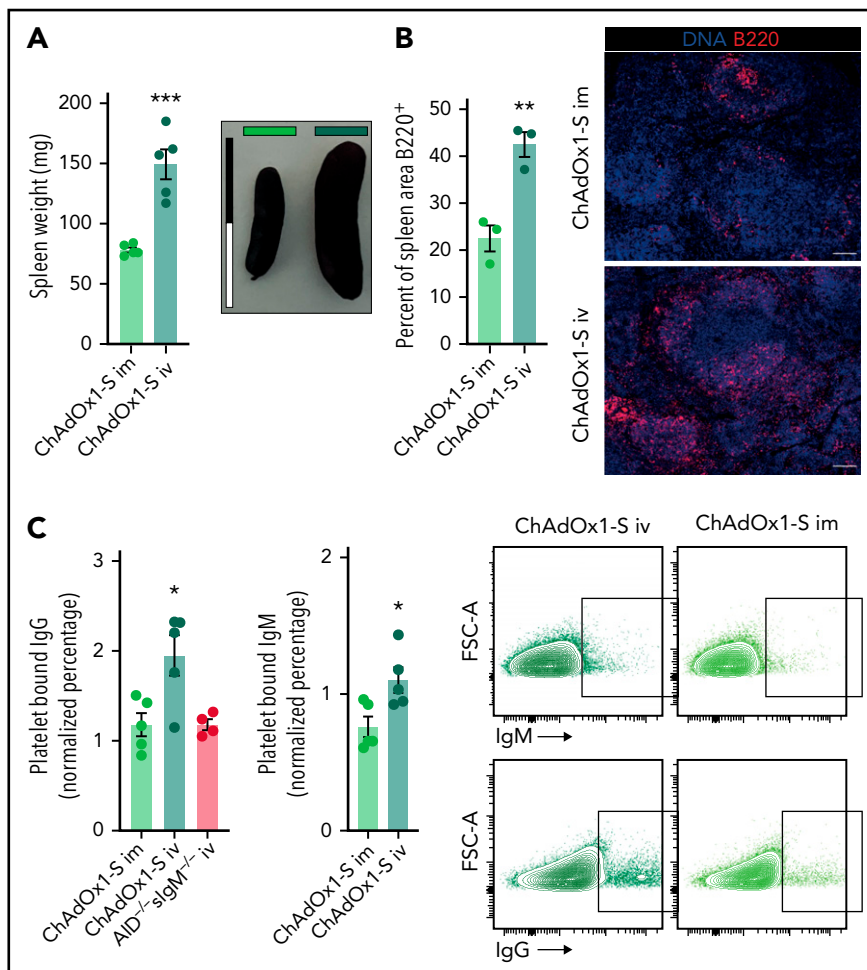 A
Spleen weight (mg)
200
150
100
50
0
***
ChAdOx1-S im
ChAdOx1-S iv
B
Percent of spleen area B220⁺
50
40
30
20
10
0
**
ChAdOx1-S im
ChAdOx1-S iv
DNA B220
ChAdOx1-S im
ChAdOx1-S iv
C
Platelet bound IgG
(normalized percentage)
3
2
1
0
*
ChAdOx1-S im
ChAdOx1-S iv
AID⁻/⁻sIgM⁻/⁻ iv
Platelet bound IgM
(normalized percentage)
2
1
0
*
ChAdOx1-S im
ChAdOx1-S iv
ChAdOx1-S iv
ChAdOx1-S im
FSC-A
IgM
FSC-A
IgG